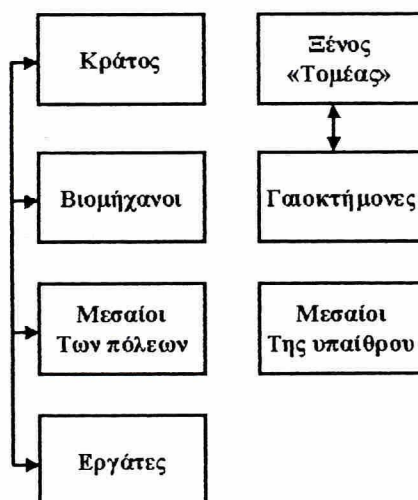 Κράτος
Ξένος
«Τομέας»
Βιομήχανοι
Γαιοκτήμονες
Μεσαίοι
Των πόλεων
Μεσαίοι
Της υπαίθρου
Εργάτες